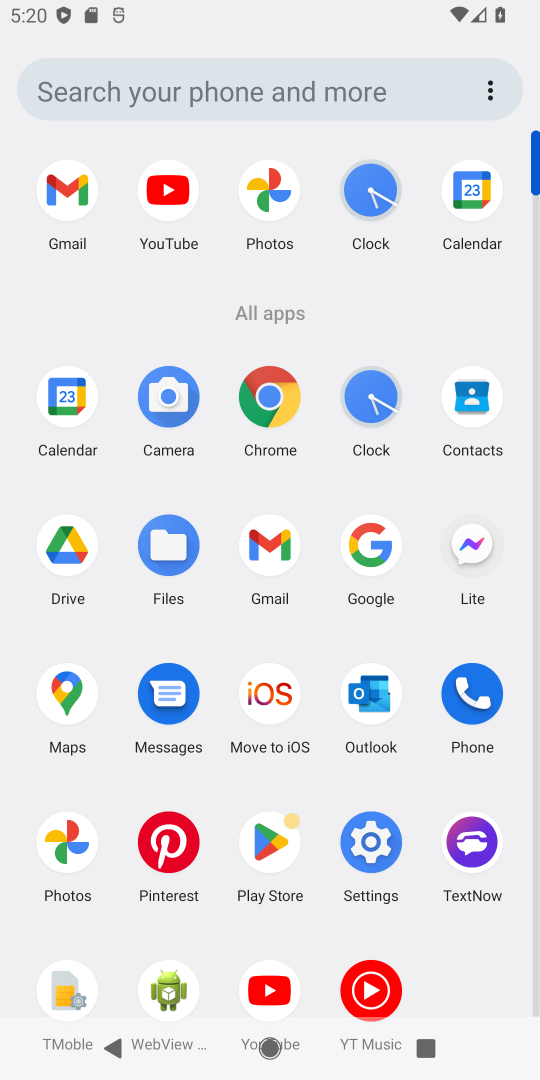 5:20
Search your phone and more
Gmail YouTube Photos Clock Calendar
All apps
Calendar Camera Chrome Clock Contacts
Drive Files Gmail Google Lite
Maps Messages Move to iOS Outlook Phone
Photos Pinterest Play Store Settings TextNow
TMoble WebView ... YouTube YT Music